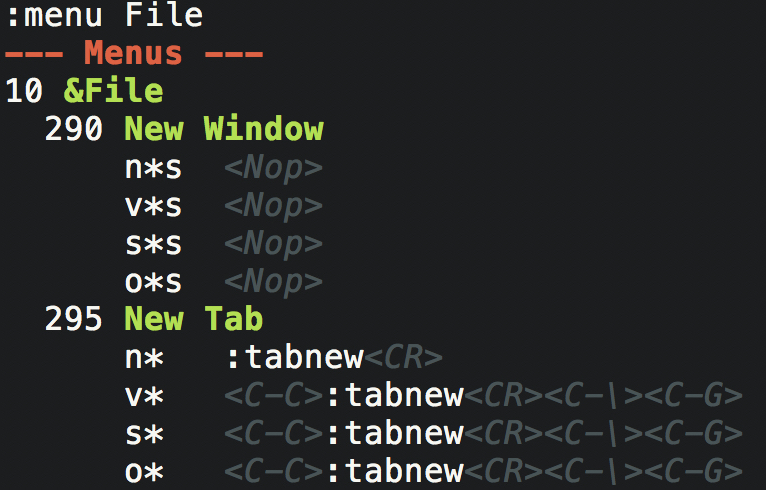 :menu File
--- Menus ---
10 &File
  290 New Window
      n*s  <Nop>
      v*s  <Nop>
      s*s  <Nop>
      o*s  <Nop>
  295 New Tab
      n*   :tabnew<CR>
      v*   <C-C>:tabnew<CR><C-\><C-G>
      s*   <C-C>:tabnew<CR><C-\><C-G>
      o*   <C-C>:tabnew<CR><C-\><C-G>